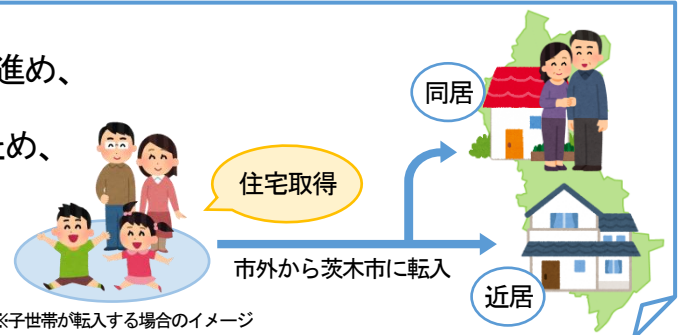 進め、
ため、
同居
住宅取得
市外から茨木市に転入
近居
※子世帯が転入する場合のイメージ